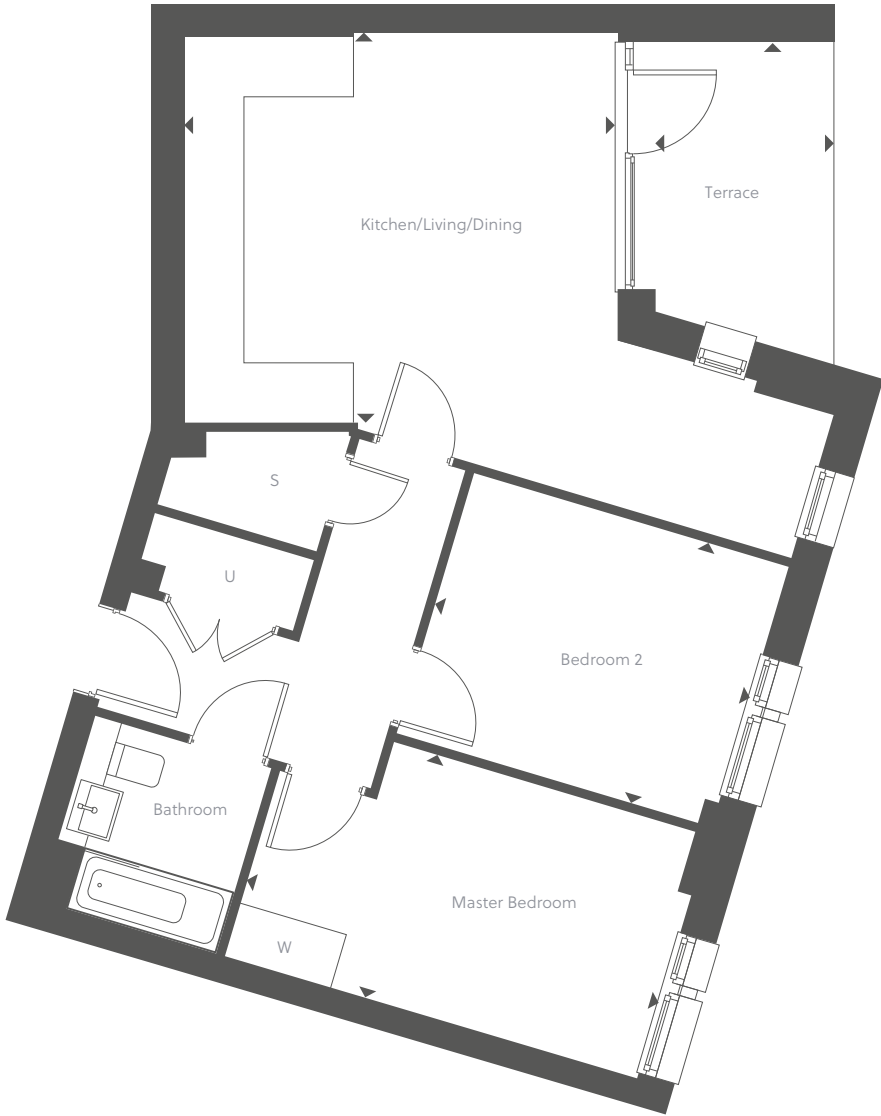 Terrace
Kitchen/Living/Dining
S
U
Bedroom 2
Bathroom
Master Bedroom
W